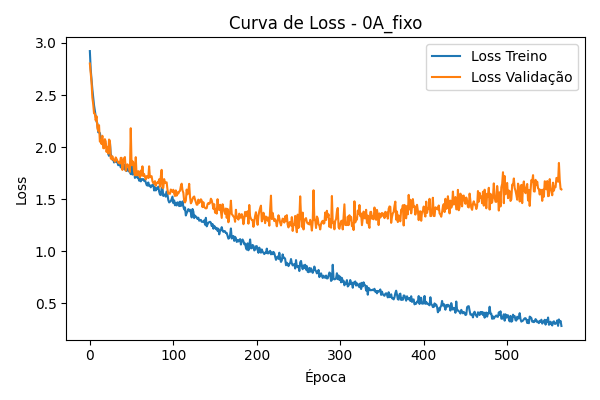 Curva de Loss - 0A_fixo
Loss Treino
Loss Validação
3.0
2.5
2.0
1.5
1.0
0.5
Loss
0 100 200 300 400 500
Época